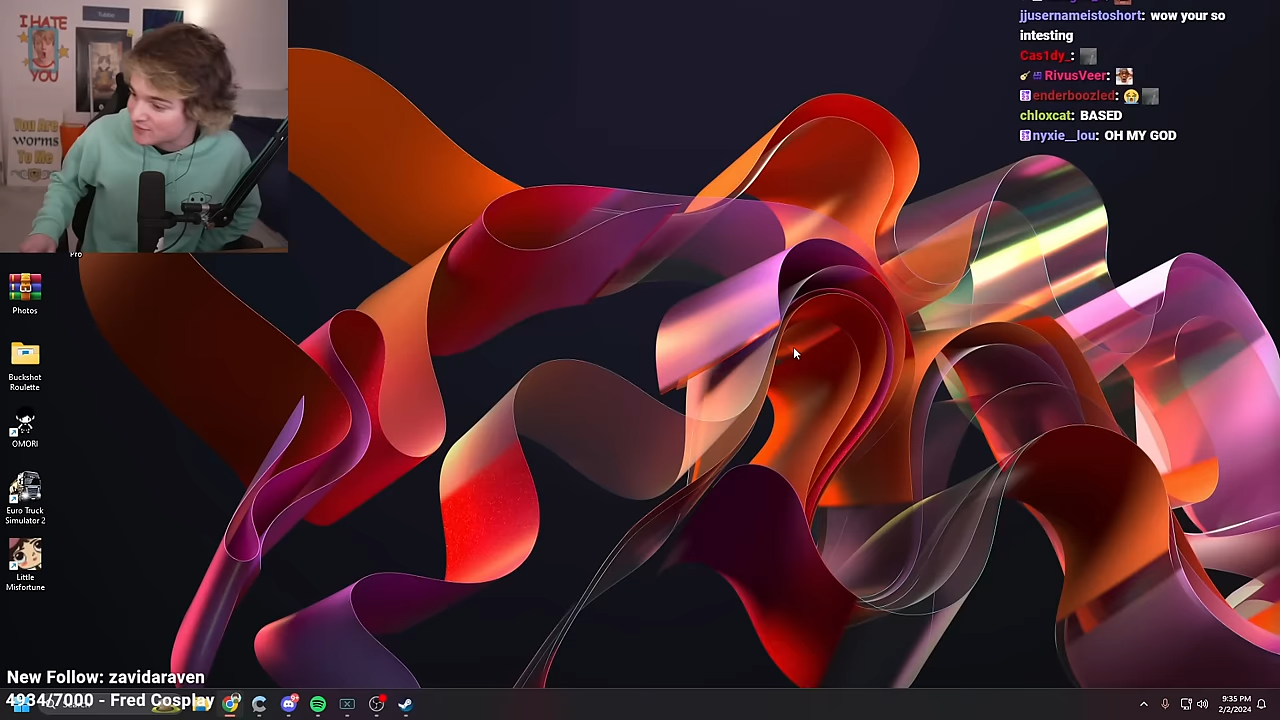 I HATE
YOU
Tubbo
You Are
worms
To Me
jjusernameistoshort: wow your so
intesting
Cas1dy_:
RivusVeer:
enderboozled:
chloxcat: BASED
nyxie__lou: OH MY GOD
Pro
Photos
Buckshot
Roulette
OMORI
Euro Truck
Simulator 2
Little
Misfortune
New Follow: zavidaraven
4934/7000 - Fred Cosplay
9:35 PM
2/2/2024